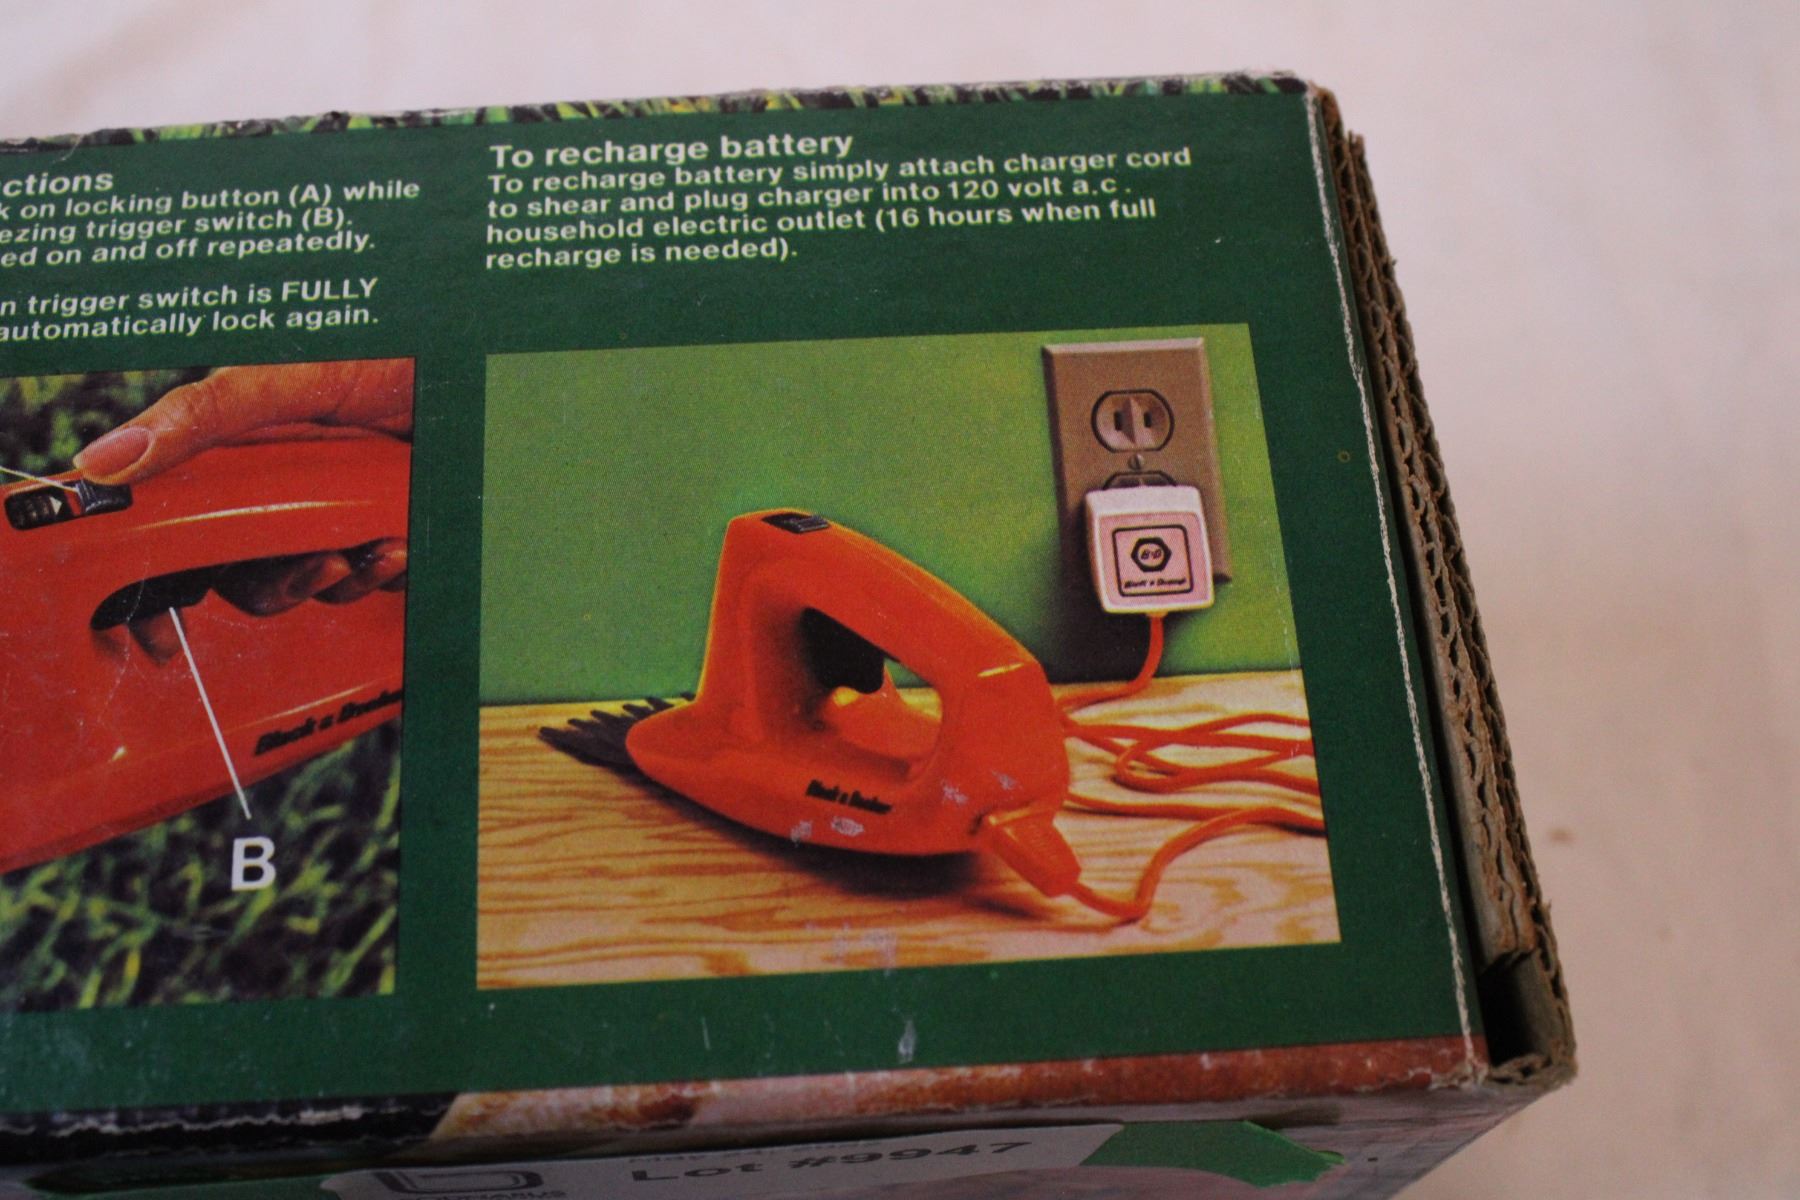 ctions
k on locking button (A) while
ezing trigger switch (B).
ed on and off repeatedly.
n trigger switch is FULLY
automatically lock again.
To recharge battery
To recharge battery simply attach charger cord
to shear and plug charger into 120 volt a.c.
household electric outlet (16 hours when full
recharge is needed).
B
Black & Decker
Black & Decker
B&D
Black & Decker
Lot #9947